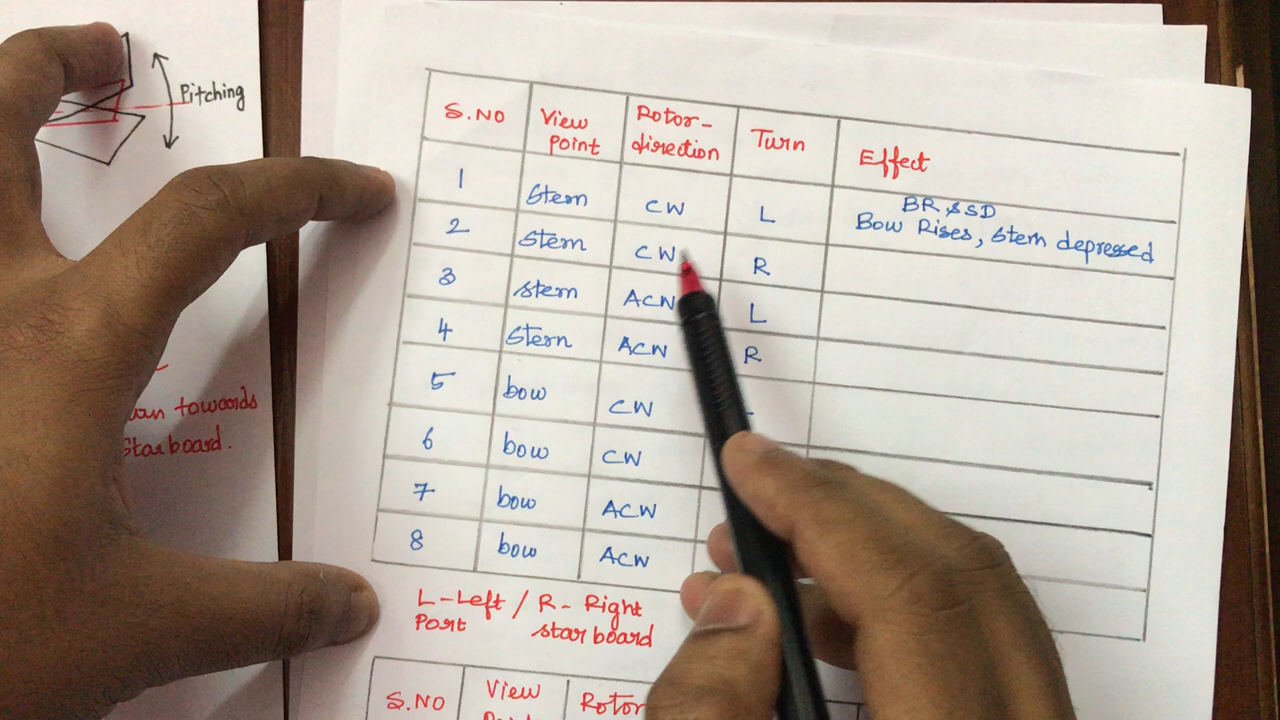 Pitching
towards
Starboard.
S.NO View point Rotor-direction Turn Effect
1 Stern CW L BR & SD Bow Rises, Stern depressed
2 Stern CW R
3 Stern ACW L
4 Stern ACW R
5 bow CW
6 bow CW
7 bow ACW
8 bow ACW
L-Left / R- Right
Port starboard
S.NO View Rotor